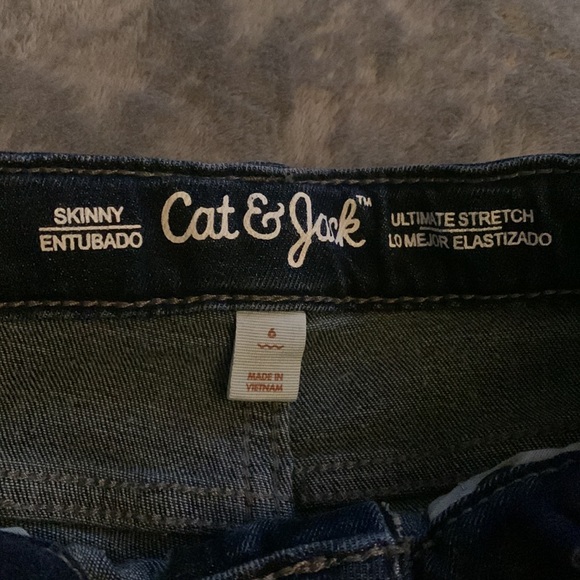 SKINNY
ENTUBADO
Cat & Jack™
ULTIMATE STRETCH
LO MEJOR ELASTIZADO
6
MADE IN
VIETNAM